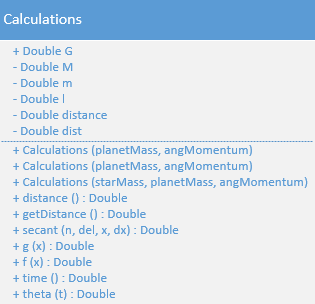 Calculations
+ Double G
- Double M
- Double m
- Double l
- Double distance
- Double dist
+ Calculations (planetMass, angMomentum)
+ Calculations (planetMass, angMomentum)
+ Calculations (starMass, planetMass, angMomentum)
+ distance () : Double
+ getDistance () : Double
+ secant (n, del, x, dx) : Double
+ g (x) : Double
+ f (x) : Double
+ time () : Double
+ theta (t) : Double